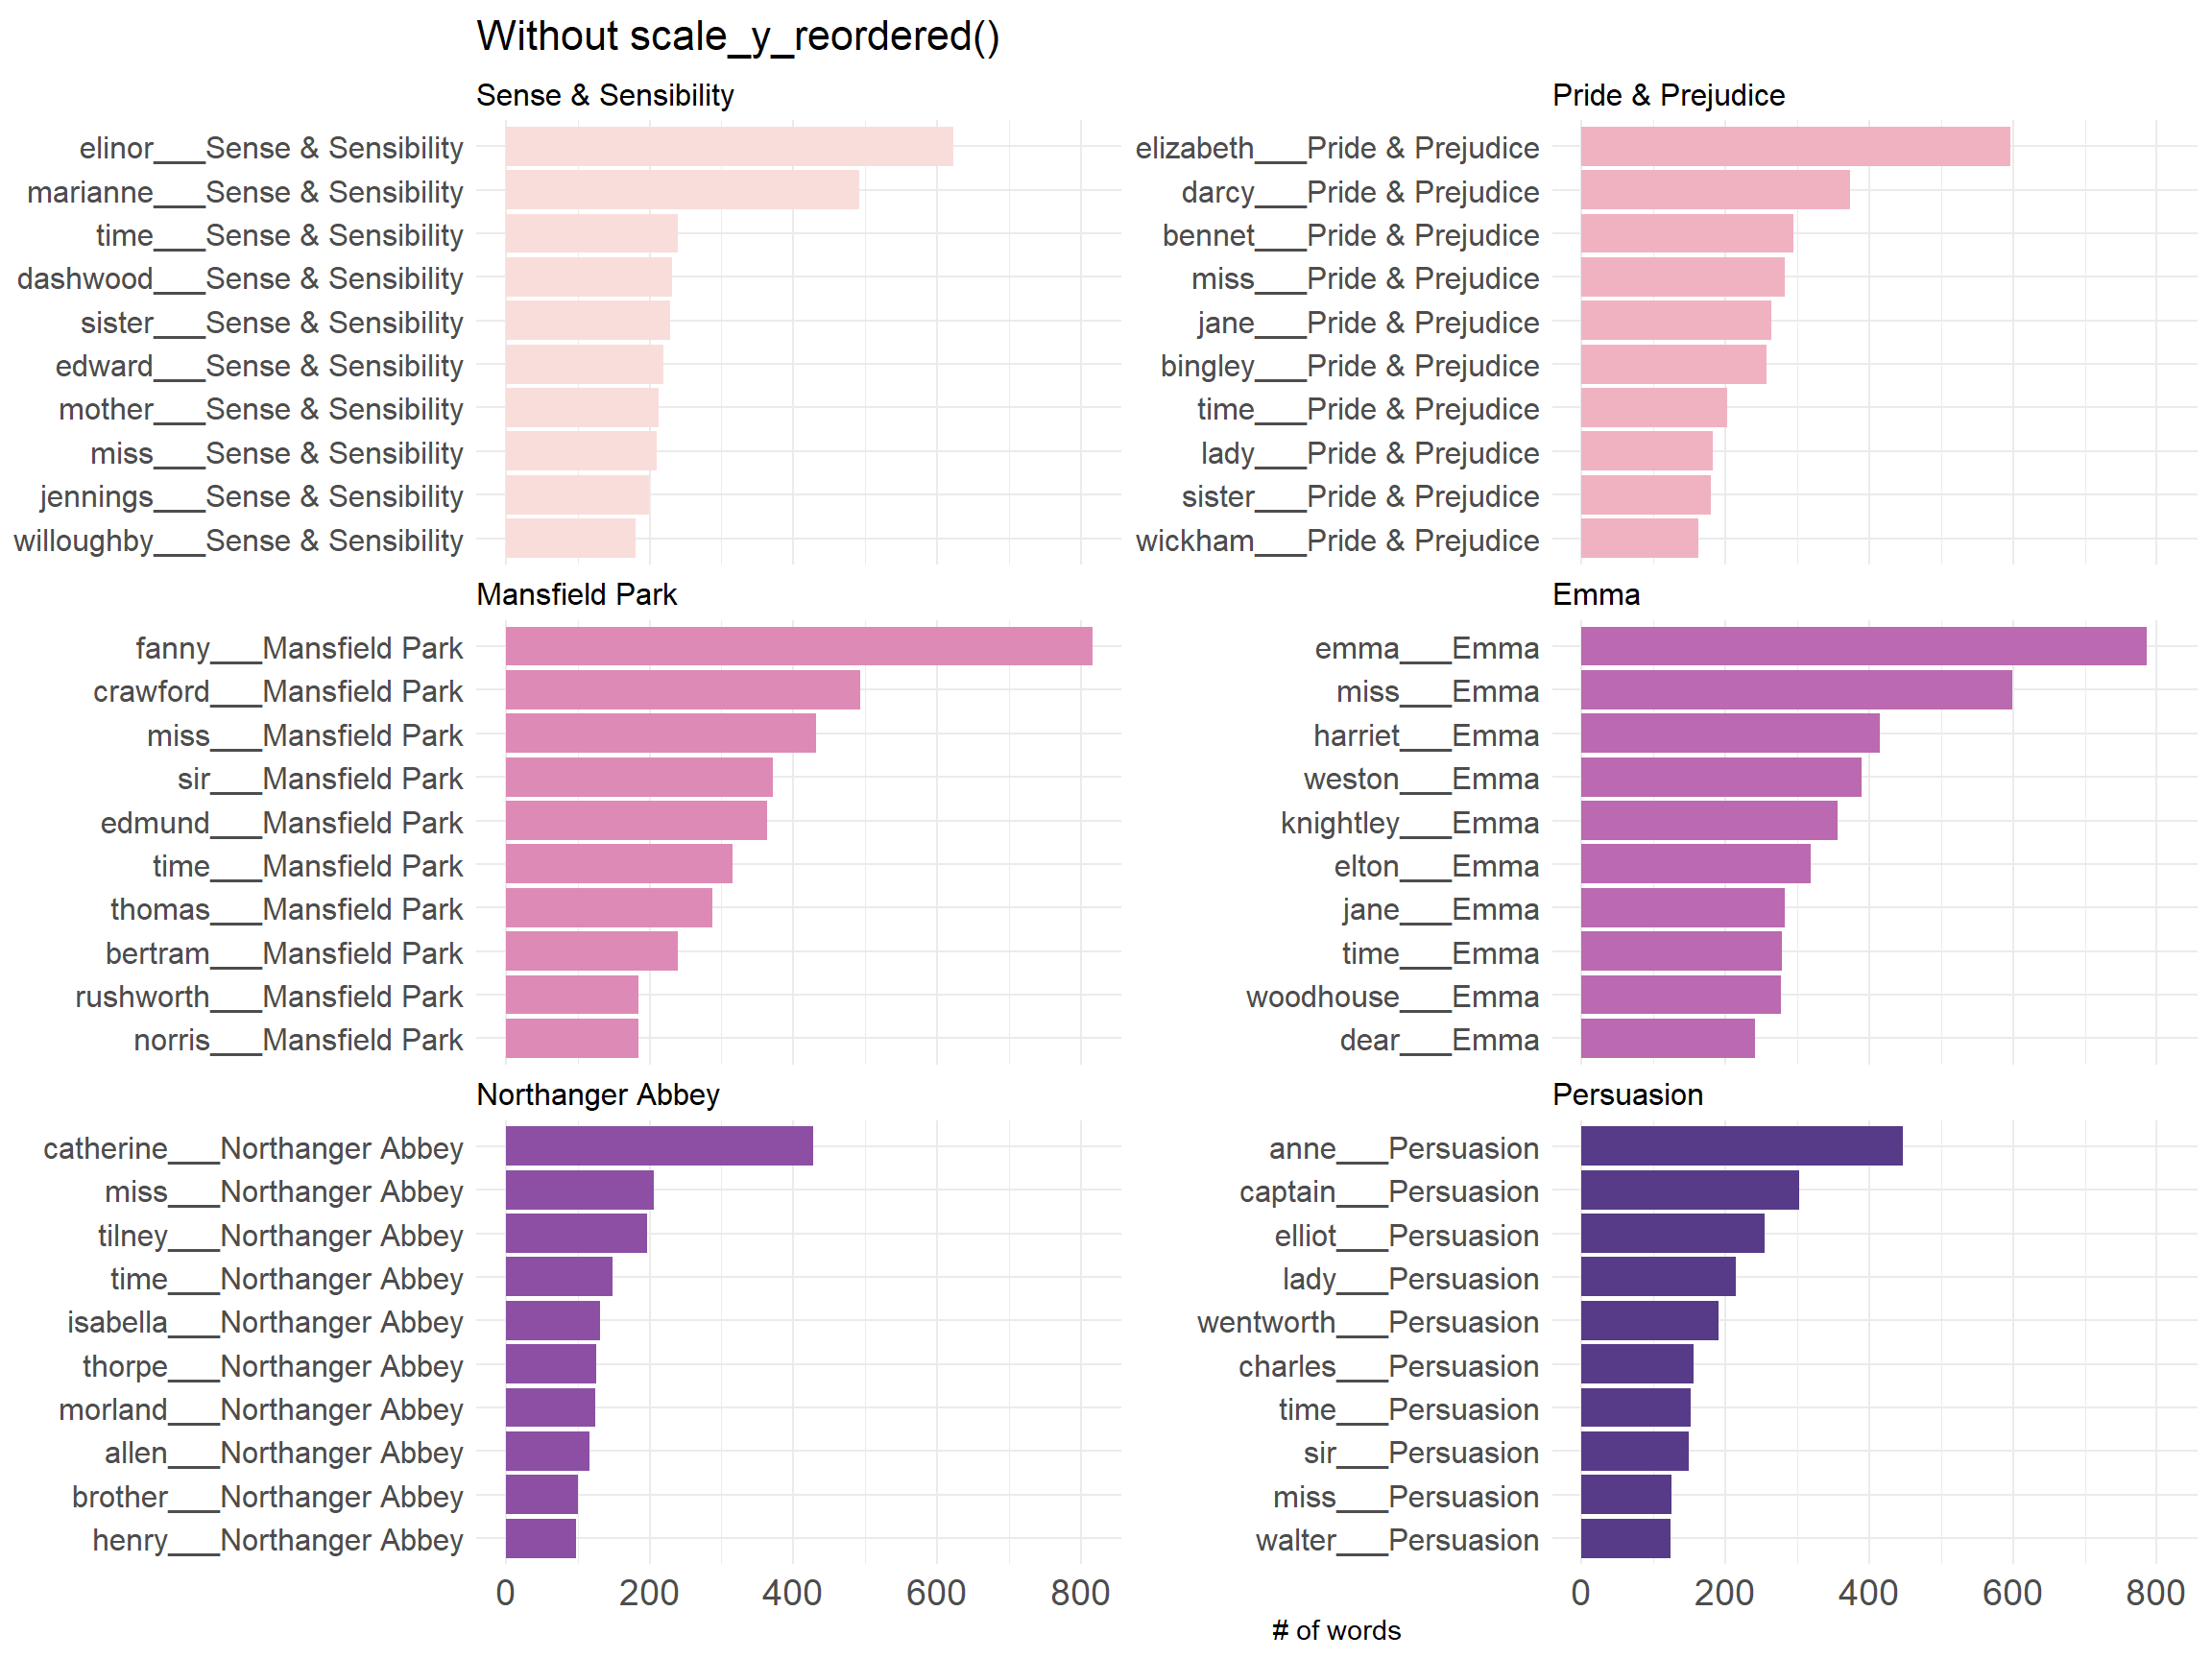 Without scale_y_reordered()
Sense & Sensibility
elinor___Sense & Sensibility
marianne___Sense & Sensibility
time___Sense & Sensibility
dashwood___Sense & Sensibility
sister___Sense & Sensibility
edward___Sense & Sensibility
mother___Sense & Sensibility
miss___Sense & Sensibility
jennings___Sense & Sensibility
willoughby___Sense & Sensibility
Pride & Prejudice
elizabeth___Pride & Prejudice
darcy___Pride & Prejudice
bennet___Pride & Prejudice
miss___Pride & Prejudice
jane___Pride & Prejudice
bingley___Pride & Prejudice
time___Pride & Prejudice
lady___Pride & Prejudice
sister___Pride & Prejudice
wickham___Pride & Prejudice
Mansfield Park
fanny___Mansfield Park
crawford___Mansfield Park
miss___Mansfield Park
sir___Mansfield Park
edmund___Mansfield Park
time___Mansfield Park
thomas___Mansfield Park
bertram___Mansfield Park
rushworth___Mansfield Park
norris___Mansfield Park
Emma
emma___Emma
miss___Emma
harriet___Emma
weston___Emma
knightley___Emma
elton___Emma
jane___Emma
time___Emma
woodhouse___Emma
dear___Emma
Northanger Abbey
catherine___Northanger Abbey
miss___Northanger Abbey
tilney___Northanger Abbey
time___Northanger Abbey
isabella___Northanger Abbey
thorpe___Northanger Abbey
morland___Northanger Abbey
allen___Northanger Abbey
brother___Northanger Abbey
henry___Northanger Abbey
0 200 400 600 800
Persuasion
anne___Persuasion
captain___Persuasion
elliot___Persuasion
lady___Persuasion
wentworth___Persuasion
charles___Persuasion
time___Persuasion
sir___Persuasion
miss___Persuasion
walter___Persuasion
0 200 400 600 800
# of words